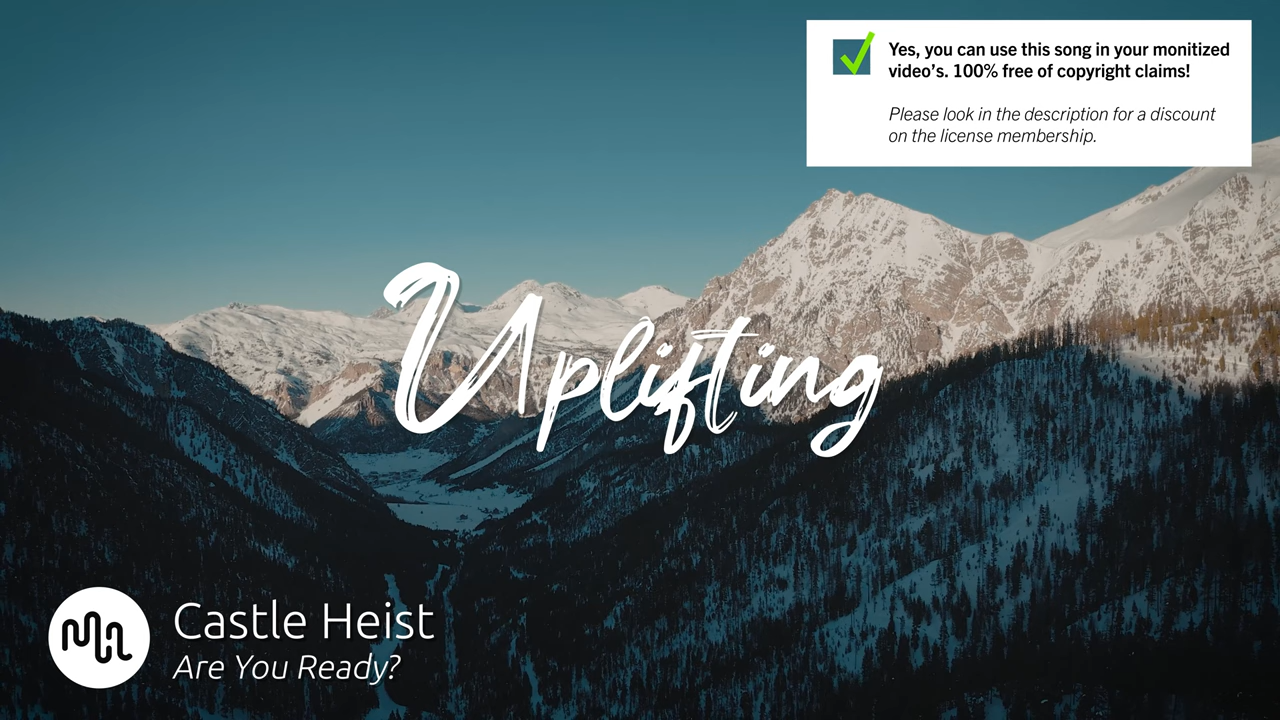 Yes, you can use this song in your monitized
video's. 100% free of copyright claims!
Please look in the description for a discount
on the license membership.
Uplifting
Castle Heist
Are You Ready?